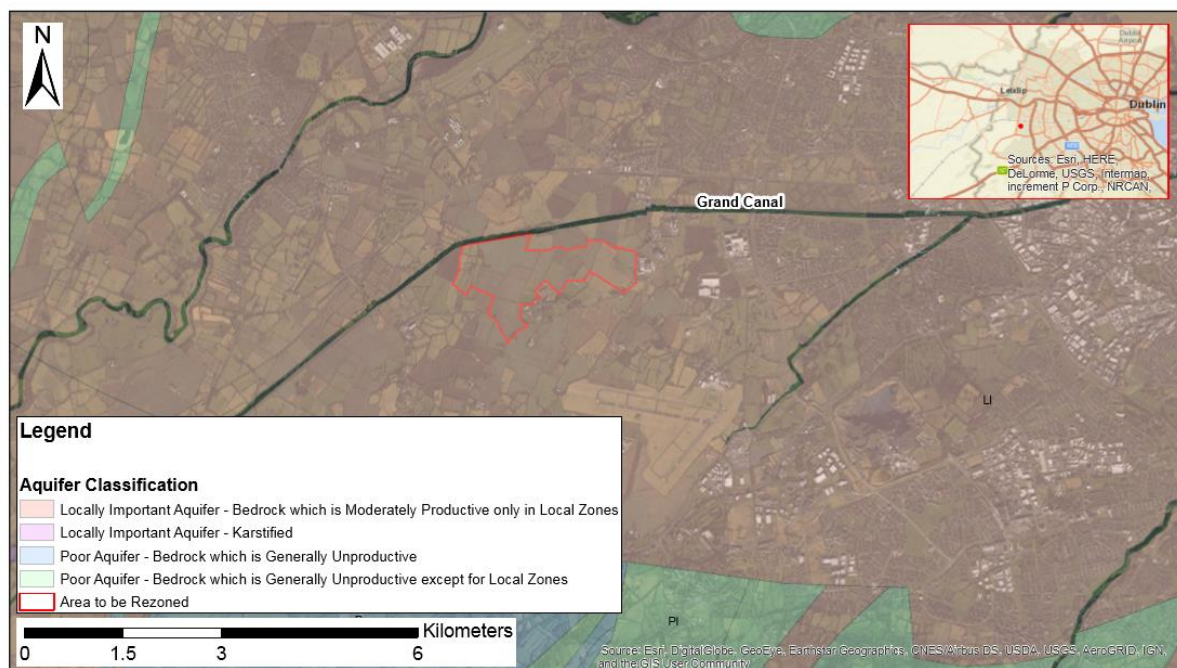 N
Grand Canal
Leixlip
Dublin
Airport
Dublin
Sources: Esri, HERE,
DeLorme, USGS, Intermap,
increment P Corp., NRCAN,
Ll
Legend
Aquifer Classification
Locally Important Aquifer - Bedrock which is Moderately Productive only in Local Zones
Locally Important Aquifer - Karstified
Poor Aquifer - Bedrock which is Generally Unproductive
Poor Aquifer - Bedrock which is Generally Unproductive except for Local Zones
Area to be Rezoned
Pl
Kilometers
0 1.5 3 6
Source: Esri, DigitalGlobe, GeoEye, Earthstar Geographics, CNES/Airbus DS, USDA, USGS, AeroGRID, IGN,
and the GIS User Community